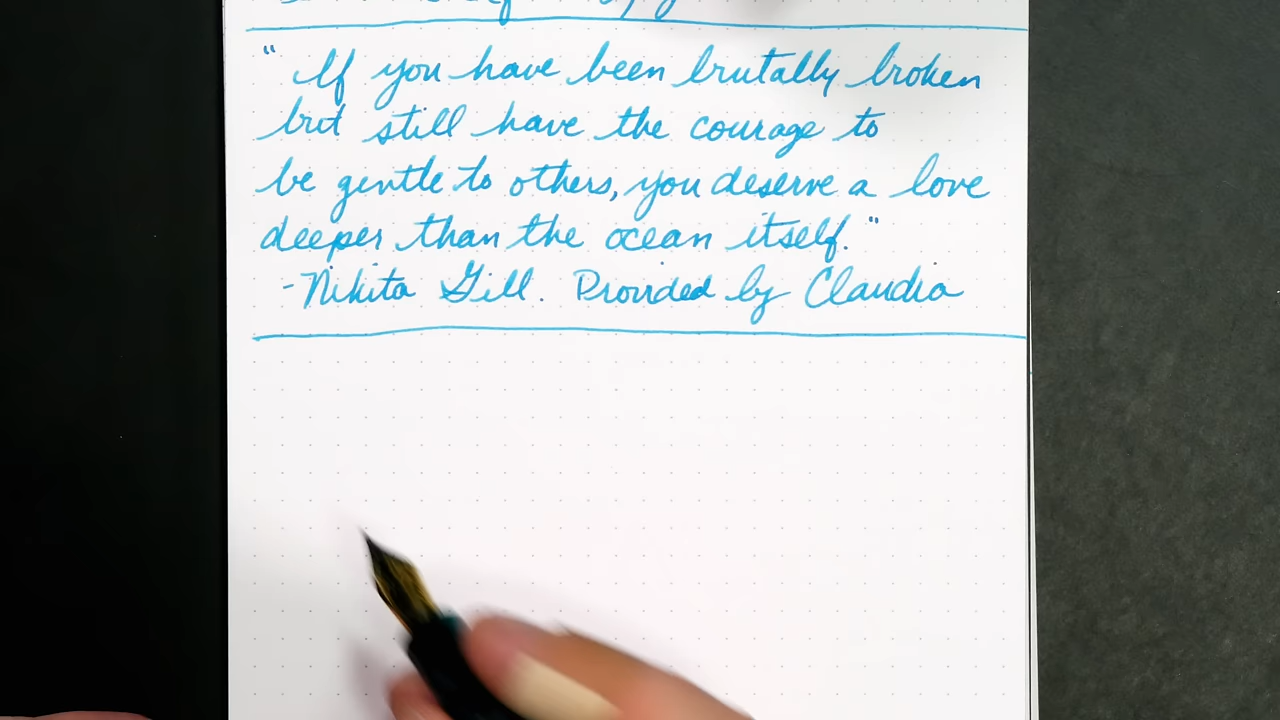 " If you have been brutally broken
but still have the courage to
be gentle to others, you deserve a love
deeper than the ocean itself."
-Nikita Gill. Provided by Claudia